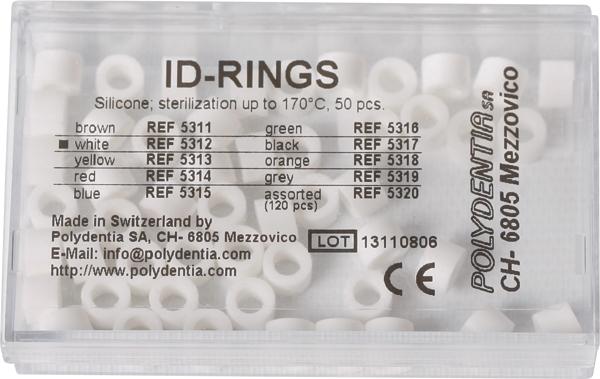 ID-RINGS
Silicone; sterilization up to 170°C, 50 pcs.
brown REF 5311 green REF 5316
■ white REF 5312 black REF 5317
yellow REF 5313 orange REF 5318
red REF 5314 grey REF 5319
blue REF 5315 assorted REF 5320
(120 pcs)
Made in Switzerland by
Polydentia SA, CH- 6805 Mezzovico
E-Mail: info@polydentia.com
http://www.polydentia.com
LOT 13110806
CE
POLYDENTIA SA
CH- 6805 Mezzovico